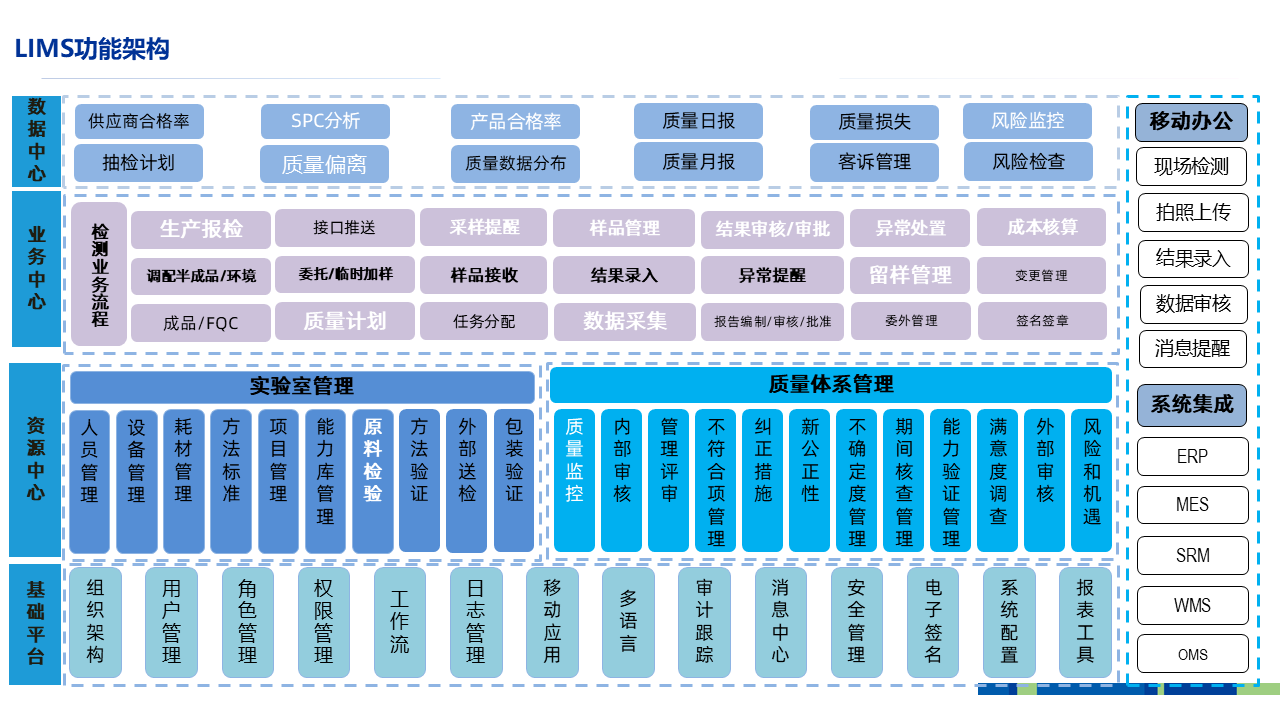 LIMS功能架构
数据中心
供应商合格率
SPC分析
产品合格率
质量日报
质量损失
风险监控
抽检计划
质量偏离
质量数据分布
质量月报
客诉管理
风险检查
业务中心
检测业务流程
生产报检
接口推送
采样提醒
样品管理
结果审核/审批
异常处置
成本核算
调配半成品/环境
委托/临时加样
样品接收
结果录入
异常提醒
留样管理
变更管理
成品/FQC
质量计划
任务分配
数据采集
报告编制/审核/批准
委外管理
签名签章
资源中心
实验室管理
人员管理
设备管理
耗材管理
方法标准
项目管理
能力库管理
原料检验
方法验证
外部送检
包装验证
质量体系管理
质量监控
内部审核
管理评审
不符合项管理
纠正措施
新公正性
不确定度管理
期间核查管理
能力验证管理
满意度调查
外部审核
风险和机遇
基础平台
组织架构
用户管理
角色管理
权限管理
工作流
日志管理
移动应用
多语言
审计跟踪
消息中心
安全管理
电子签名
系统配置
报表工具
移动办公
现场检测
拍照上传
结果录入
数据审核
消息提醒
系统集成
ERP
MES
SRM
WMS
OMS